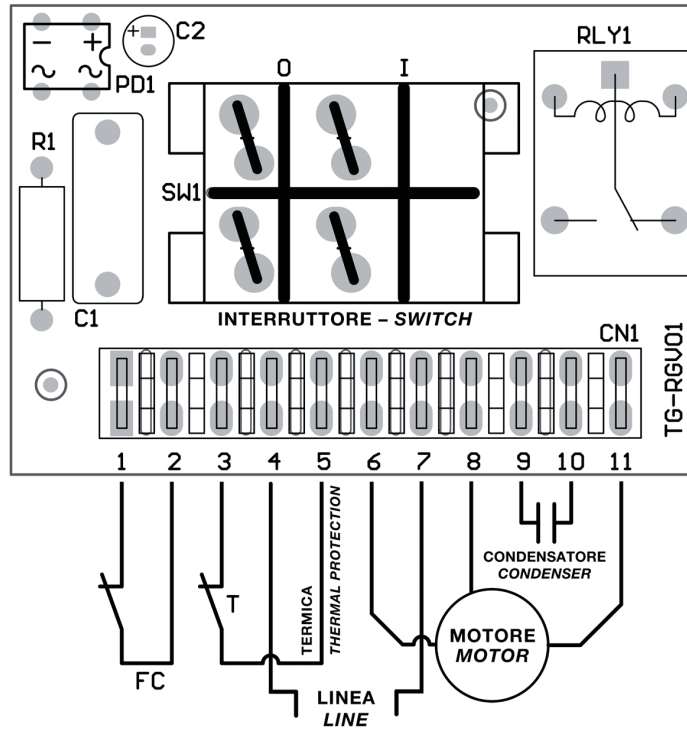 C2
RLY1
PD1
O I
R1
SW1
C1
INTERRUTTORE – SWITCH
CN1
TG-RGV01
1 2 3 4 5 6 7 8 9 10 11
CONDENSATORE
CONDENSER
T
TERMICA
THERMAL PROTECTION
MOTORE
MOTOR
FC
LINEA
LINE